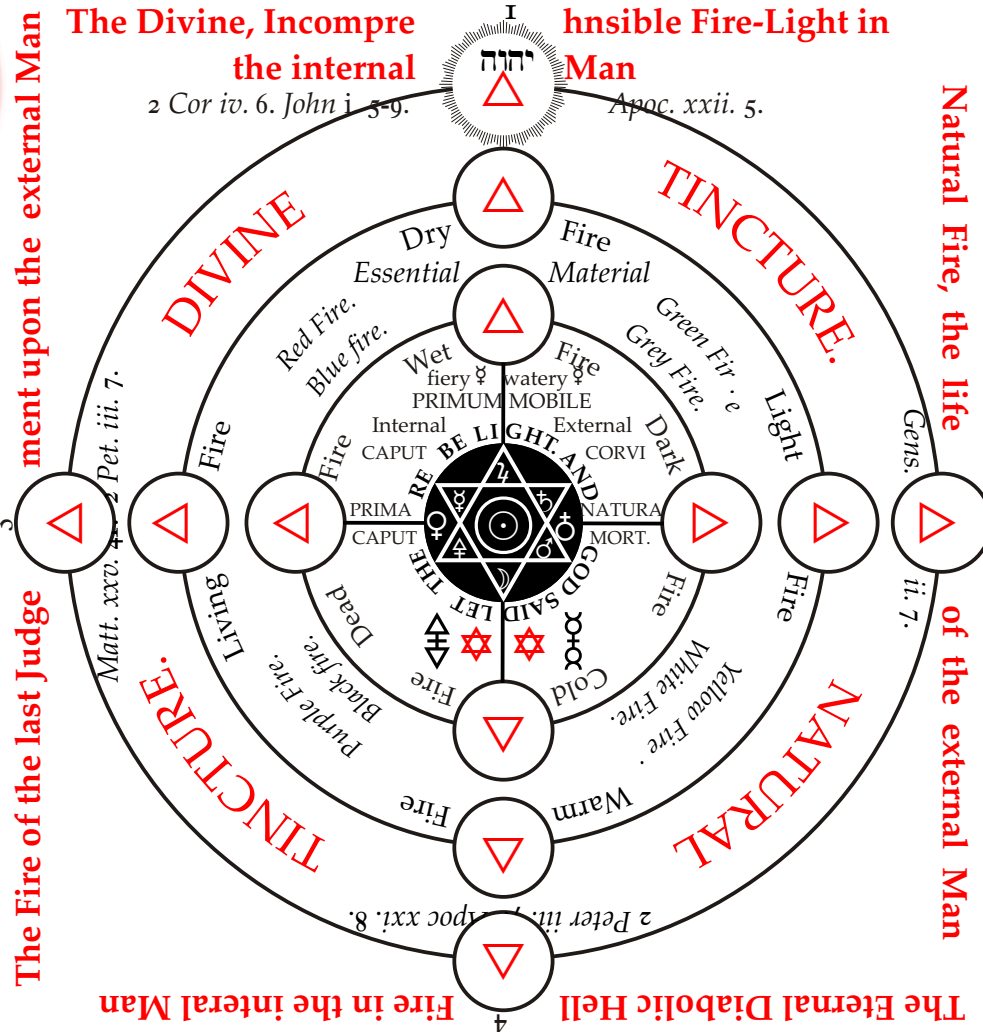 1
The Divine, Incompre hnsible Fire-Light in
the internal Man
יהוה
2 Cor iv. 6. John i 3-9. Apoc. xxii. 5.
Natural Fire, the life of the external Man
Gens. ii. 7.
The Eternal Diabolic Hell Fire in the interal Man
4
2 Peter iii. Apoc xxi. 8.
The Fire of the last Judge ment upon the external Man
3
Matt. xxv. 41. 2 Pet. iii. 7.
DIVINE TINCTURE.
NATURAL TINCTURE.
Dry Fire
Essential Material
Red Fire. Green Fir . e
Blue fire. Grey Fire.
Light Fire
Warm Fire
Living Fire
Yellow Fire .
White Fire.
Purple Fire.
Black fire.
Wet Fire
Dark Fire
Cold Fire
Dead Fire
fiery ☿ watery ☿
PRIMUM MOBILE
Internal External
CAPUT CORVI
PRIMA NATURA
CAPUT MORT.
GOD SAID LET THE RE BE LIGHT. AND